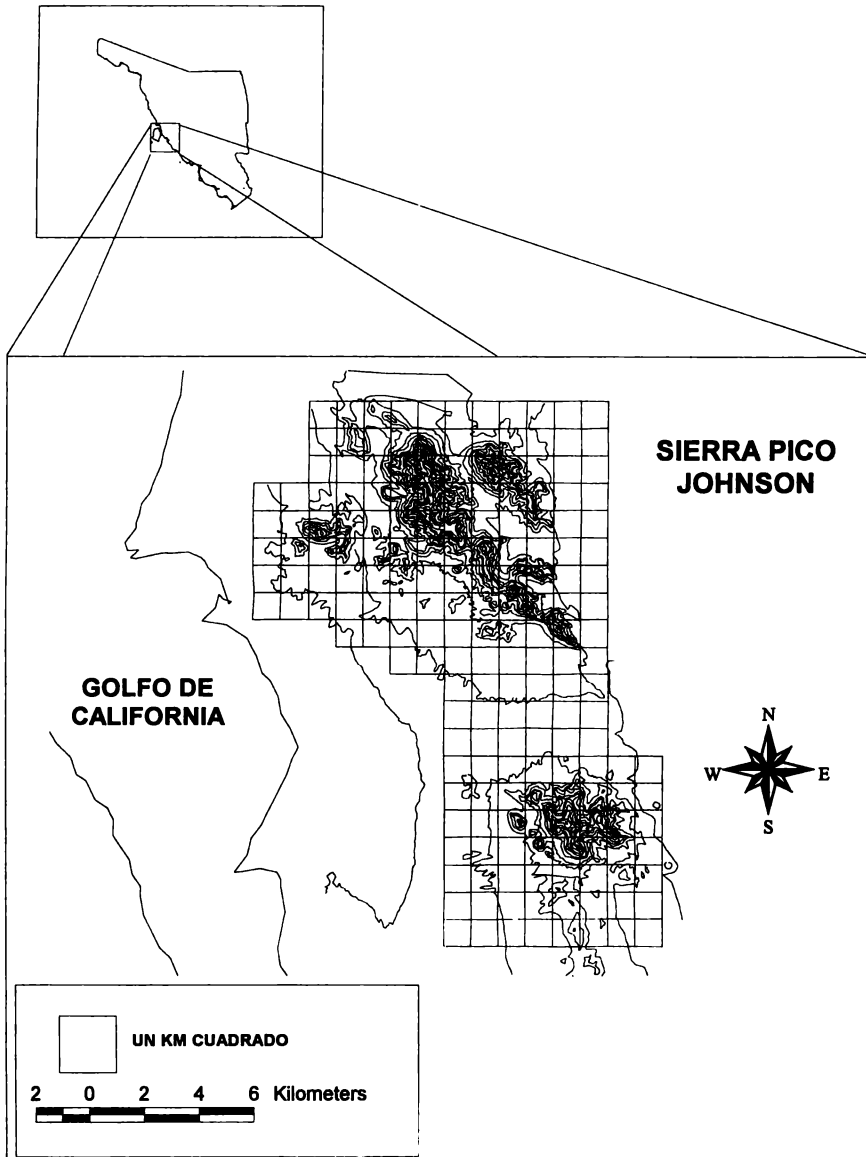 SIERRA PICO
JOHNSON
GOLFO DE
CALIFORNIA
N
W E
S
UN KM CUADRADO
2 0 2 4 6 Kilometers